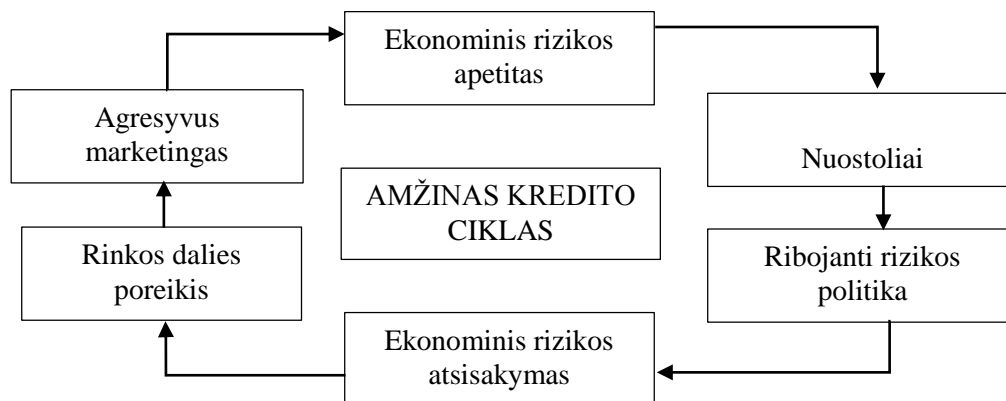 Ekonominis rizikos
apetitas
Agresyvus
marketingas
Nuostoliai
AMŽINAS KREDITO
CIKLAS
Rinkos dalies
poreikis
Ribojanti rizikos
politika
Ekonominis rizikos
atsisakymas